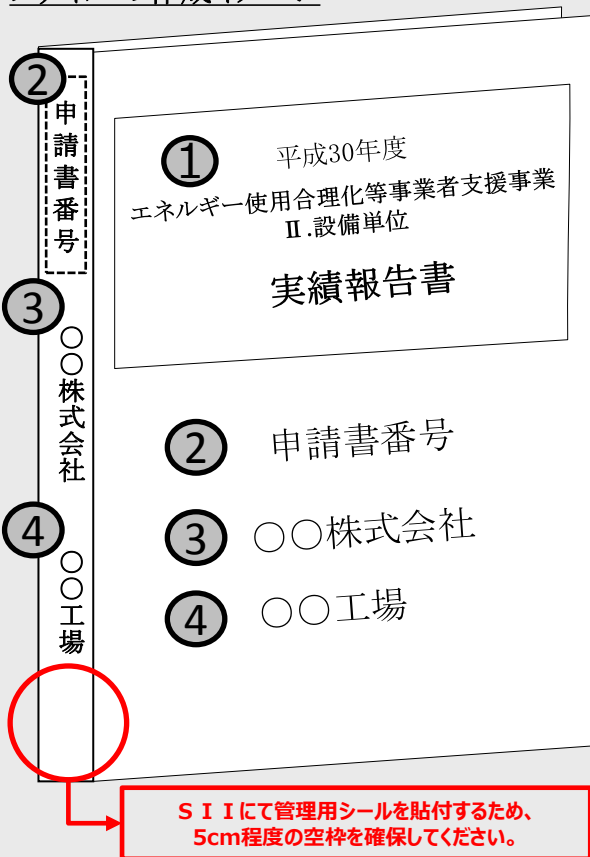 ②
申請書番号
③
○○株式会社
④
○○工場
①
平成30年度
エネルギー使用合理化等事業者支援事業
Ⅱ.設備単位
実績報告書
②
申請書番号
③
○○株式会社
④
○○工場
ＳＩＩにて管理用シールを貼付するため、
5cm程度の空枠を確保してください。